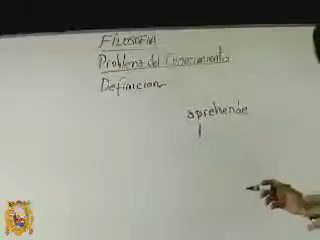 FILOSOFIA
Problema del Conocimiento
Definicion
aprehende